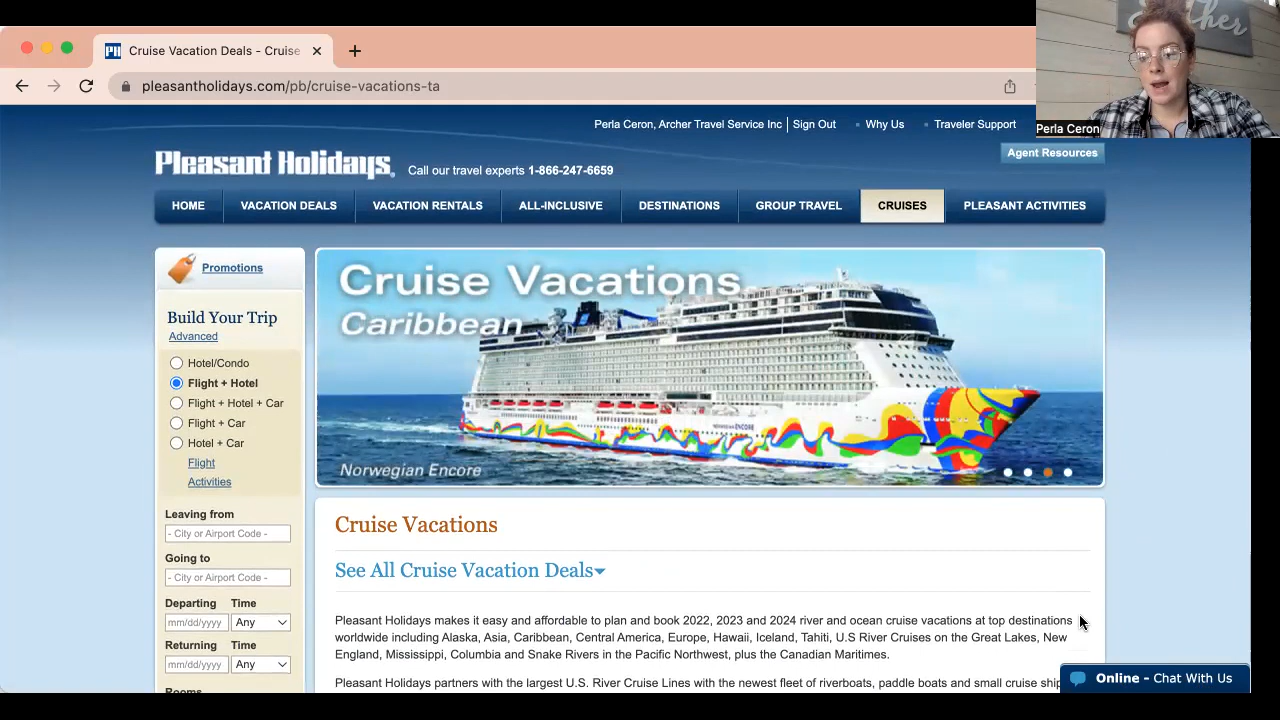 Cruise Vacation Deals - Cruise
pleasantholidays.com/pb/cruise-vacations-ta
Perla Ceron
Perla Ceron, Archer Travel Service Inc | Sign Out
Why Us
Traveler Support
Agent Resources
Pleasant Holidays.
Call our travel experts 1-866-247-6659
HOME
VACATION DEALS
VACATION RENTALS
ALL-INCLUSIVE
DESTINATIONS
GROUP TRAVEL
CRUISES
PLEASANT ACTIVITIES
Promotions
Build Your Trip
Advanced
Hotel/Condo
Flight + Hotel
Flight + Hotel + Car
Flight + Car
Hotel + Car
Flight
Activities
Leaving from
- City or Airport Code -
Going to
- City or Airport Code -
Departing Time
mm/dd/yyyy Any
Returning Time
mm/dd/yyyy Any
Rooms
Cruise Vacations
Caribbean
Norwegian Encore
Cruise Vacations
See All Cruise Vacation Deals
Pleasant Holidays makes it easy and affordable to plan and book 2022, 2023 and 2024 river and ocean cruise vacations at top destinations
worldwide including Alaska, Asia, Caribbean, Central America, Europe, Hawaii, Iceland, Tahiti, U.S River Cruises on the Great Lakes, New
England, Mississippi, Columbia and Snake Rivers in the Pacific Northwest, plus the Canadian Maritimes.
Pleasant Holidays partners with the largest U.S. River Cruise Lines with the newest fleet of riverboats, paddle boats and small cruise
Online - Chat With Us